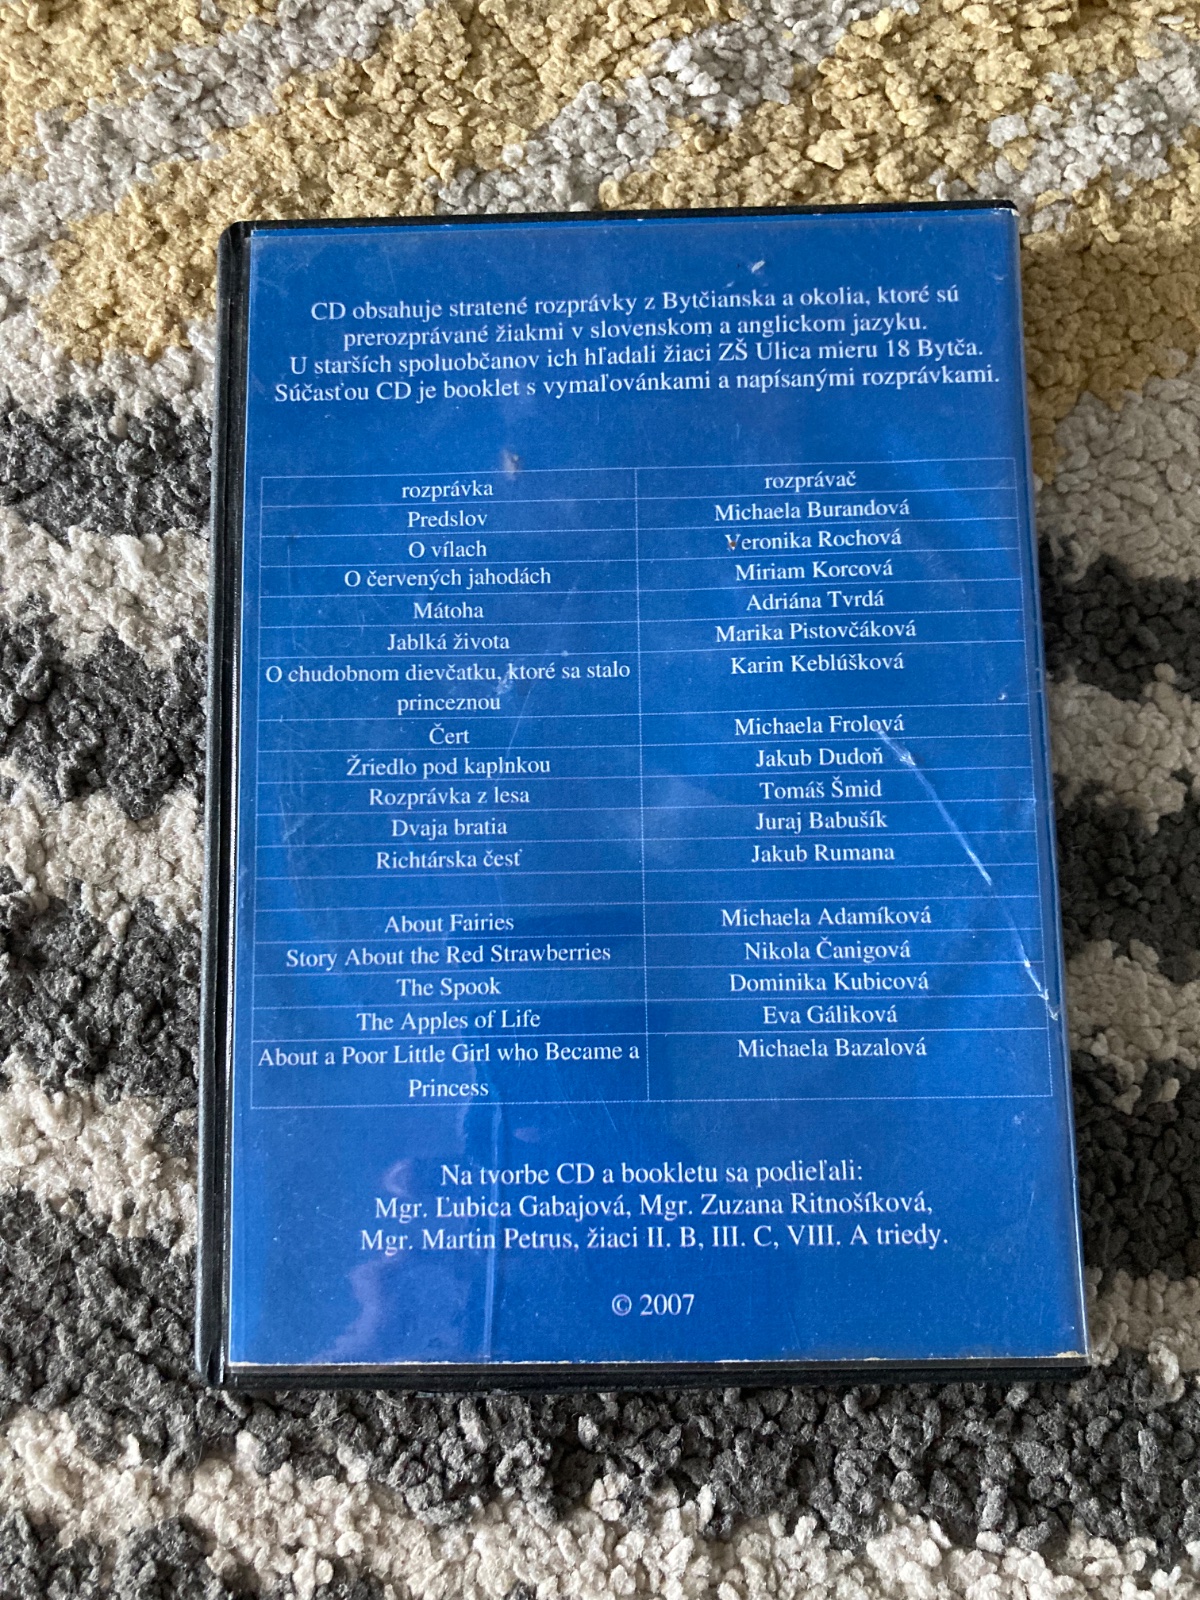 CD obsahuje stratené rozprávky z Bytčianska a okolia, ktoré sú
prerozprávané žiakmi v slovenskom a anglickom jazyku.
U starších spoluobčanov ich hľadali žiaci ZŠ Ulica mieru 18 Bytča.
Súčasťou CD je booklet s vymaľovánkami a napísanými rozprávkami.
rozprávka rozprávač
Predslov Michaela Burandová
O vílach Veronika Rochová
O červených jahodách Miriam Korcová
Mátoha Adriána Tvrdá
Jablká života Marika Pistovčáková
O chudobnom dievčatku, ktoré sa stalo Karin Keblúšková
princeznou
Čert Michaela Frolová
Žriedlo pod kaplnkou Jakub Dudoň
Rozprávka z lesa Tomáš Šmid
Dvaja bratia Juraj Babušík
Richtárska česť Jakub Rumana
About Fairies Michaela Adamíková
Story About the Red Strawberries Nikola Čanigová
The Spook Dominika Kubicová
The Apples of Life Eva Gáliková
About a Poor Little Girl who Became a Michaela Bazalová
Princess
Na tvorbe CD a bookletu sa podieľali:
Mgr. Ľubica Gabajová, Mgr. Zuzana Ritnošíková,
Mgr. Martin Petrus, žiaci II. B, III. C, VIII. A triedy.
© 2007